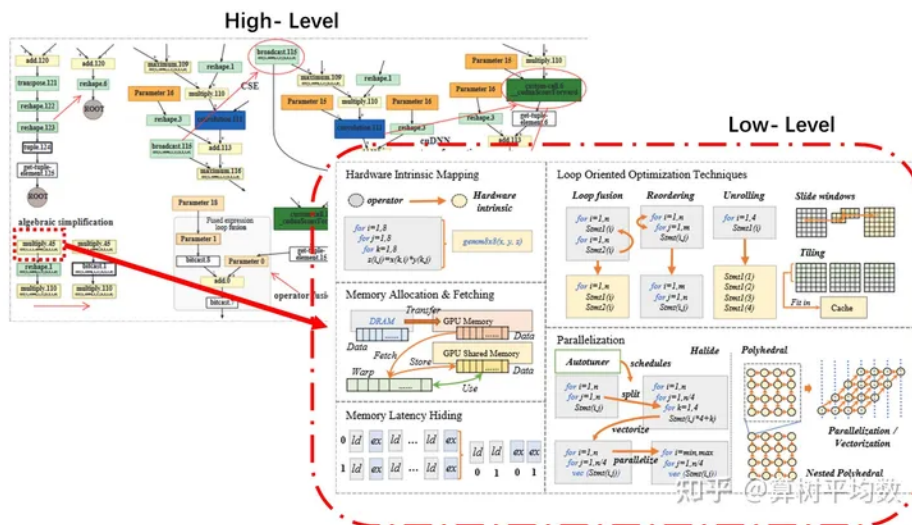 High- Level
add.120
add.120
transpose.121
reshape.6
reshape.122
ROOT
reshape.123
tuple.124
get-tuple-
element.125
ROOT
algebraic simplification
multiply.45
multiply.45
reshape.1
bitcast.1
multiply.110
multiply.110
maximum.109
reshape.1
Parameter 16
multiply.110
reshape.3
add.113
maximum.116
broadcast.116
CSE
maximum.109
reshape.1
Parameter 16
multiply.110
Parameter 16
reshape.3
cuDNN
multiply.110
Parameter 16
get-tuple-
Parameter 16
Fused expression
loop fusion
Parameter 1
bitcast.8
Parameter 0
add.0
bitcast.
operator fus
Low- Level
Hardware Intrinsic Mapping
operator
Hardware
intrinsic
for i=1,8
for j=1,8
for k=1,8
z(i,j)=x(k,i)*y(k,j)
gemm8x8(x, y, z)
Memory Allocation & Fetching
Transfer
DRAM
GPU Memory
Data
Fetch
Store
GPU Shared Memory
Data
Warp
Use
Memory Latency Hiding
0 ld ex ld ... ld ex
1 ld ex ld ... ld ex
ld ld ex ex
0 1 0 1
Loop Oriented Optimization Techniques
Loop fusion
Reordering
Unrolling
Slide windows
for i=1,n
Stmt1(i)
for i=1,n
Stmt2(i)
for i=1,n
for j=1,m
Stmt(i,j)
for i=1,4
Stmt1(i)
for i=1,n
Stmt1(i)
Stmt2(i)
for i=1,m
for j=1,n
Stmt(i,j)
Stmt1(1)
Stmt1(2)
Stmt1(3)
Stmt1(4)
Tiling
Fit in
Cache
Parallelization
Autotuner
schedules
Halide
Polyhedral
for i=1,n
for j=1,n
Stmt(i,j)
split
for i=1,n
for j=1,n/4
for k=1,4
Stmt(i,j*4+k)
vectorize
for i=1,n
for j=1,n/4
vec (Stmt(i,j))
parallelize
for i=min,max
for j=1,n/4
vec (Stmt(i,j))
Parallelization /
Vectorization
Nested Polyhedral
知乎 @算树平均数